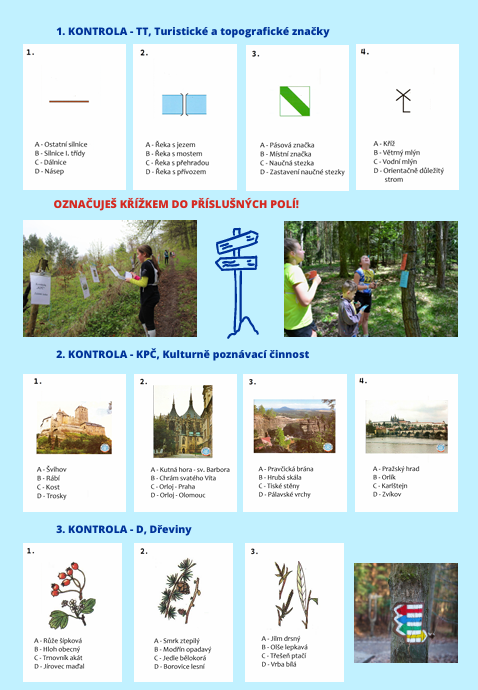 1. KONTROLA - TT, Turistické a topografické značky
1.
A - Ostatní silnice
B - Silnice I. třídy
C - Dálnice
D - Násep
2.
A - Řeka s jezem
B - Řeka s mostem
C - Řeka s přehradou
D - Řeka s přívozem
3.
A - Pásová značka
B - Místní značka
C - Naučná stezka
D - Zastavení naučné stezky
4.
A - Kříž
B - Větrný mlýn
C - Vodní mlýn
D - Orientačně důležitý
strom
OZNAČUJEŠ KŘÍŽKEM DO PŘÍSLUŠNÝCH POLÍ!
2. KONTROLA - KPČ, Kulturně poznávací činnost
1.
A - Švihov
B - Rábí
C - Kost
D - Trosky
2.
A - Kutná hora - sv. Barbora
B - Chrám svatého Víta
C - Orloj - Praha
D - Orloj - Olomouc
3.
A - Pravčická brána
B - Hrubá skála
C - Tiské stěny
D - Pálavské vrchy
4.
A - Pražský hrad
B - Orlík
C - Karlštejn
D - Zvíkov
3. KONTROLA - D, Dřeviny
1.
A - Růže šípková
B - Hloh obecný
C - Trnovník akát
D - Jírovec maďal
2.
A - Smrk ztepilý
B - Modřín opadavý
C - Jedle bělokorá
D - Borovice lesní
3.
A - Jilm drsný
B - Olše lepkavá
C - Třešeň ptačí
D - Vrba bílá